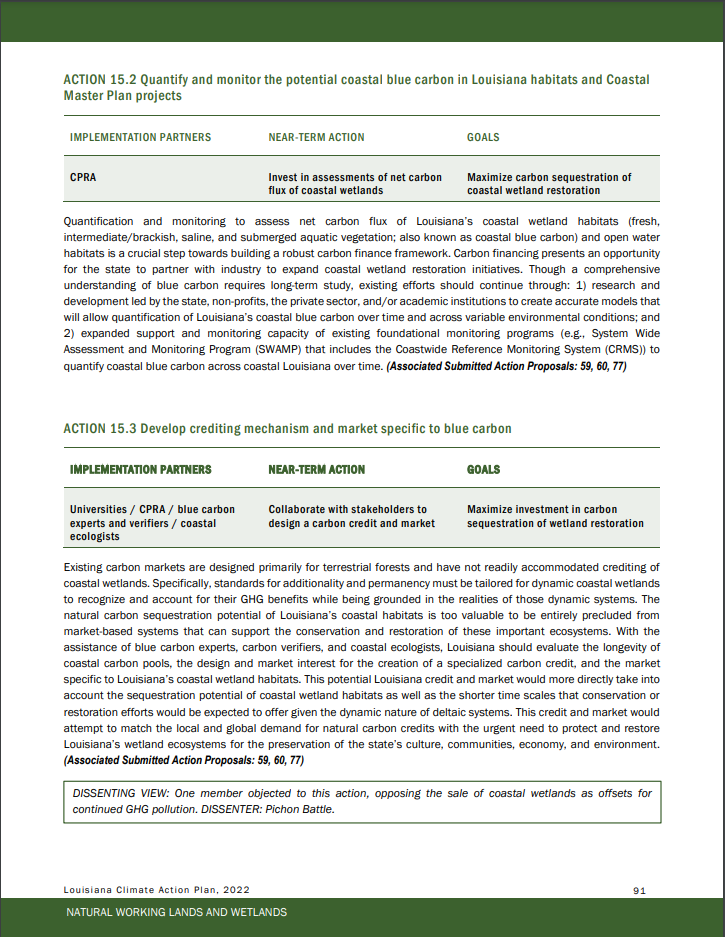 ACTION 15.2 Quantify and monitor the potential coastal blue carbon in Louisiana habitats and Coastal
Master Plan projects
IMPLEMENTATION PARTNERS NEAR-TERM ACTION GOALS
CPRA Invest in assessments of net carbon Maximize carbon sequestration of
flux of coastal wetlands coastal wetland restoration
Quantification and monitoring to assess net carbon flux of Louisiana's coastal wetland habitats (fresh,
intermediate/brackish, saline, and submerged aquatic vegetation; also known as coastal blue carbon) and open water
habitats is a crucial step towards building a robust carbon finance framework. Carbon financing presents an opportunity
for the state to partner with industry to expand coastal wetland restoration initiatives. Though a comprehensive
understanding of blue carbon requires long-term study, existing efforts should continue through: 1) research and
development led by the state, non-profits, the private sector, and/or academic institutions to create accurate models that
will allow quantification of Louisiana's coastal blue carbon over time and across variable environmental conditions; and
2) expanded support and monitoring capacity of existing foundational monitoring programs (e.g., System Wide
Assessment and Monitoring Program (SWAMP) that includes the Coastwide Reference Monitoring System (CRMS)) to
quantify coastal blue carbon across coastal Louisiana over time. (Associated Submitted Action Proposals: 59, 60, 77)
ACTION 15.3 Develop crediting mechanism and market specific to blue carbon
IMPLEMENTATION PARTNERS NEAR-TERM ACTION GOALS
Universities / CPRA / blue carbon Collaborate with stakeholders to Maximize investment in carbon
experts and verifiers / coastal design a carbon credit and market sequestration of wetland restoration
ecologists
Existing carbon markets are designed primarily for terrestrial forests and have not readily accommodated crediting of
coastal wetlands. Specifically, standards for additionality and permanency must be tailored for dynamic coastal wetlands
to recognize and account for their GHG benefits while being grounded in the realities of those dynamic systems. The
natural carbon sequestration potential of Louisiana's coastal habitats is too valuable to be entirely precluded from
market-based systems that can support the conservation and restoration of these important ecosystems. With the
assistance of blue carbon experts, carbon verifiers, and coastal ecologists, Louisiana should evaluate the longevity of
coastal carbon pools, the design and market interest for the creation of a specialized carbon credit, and the market
specific to Louisiana's coastal wetland habitats. This potential Louisiana credit and market would more directly take into
account the sequestration potential of coastal wetland habitats as well as the shorter time scales that conservation or
restoration efforts would be expected to offer given the dynamic nature of deltaic systems. This credit and market would
attempt to match the local and global demand for natural carbon credits with the urgent need to protect and restore
Louisiana's wetland ecosystems for the preservation of the state's culture, communities, economy, and environment.
(Associated Submitted Action Proposals: 59, 60, 77)
DISSENTING VIEW: One member objected to this action, opposing the sale of coastal wetlands as offsets for
continued GHG pollution. DISSENTER: Pichon Battle.
Louisiana Climate Action Plan, 2022 91
NATURAL WORKING LANDS AND WETLANDS